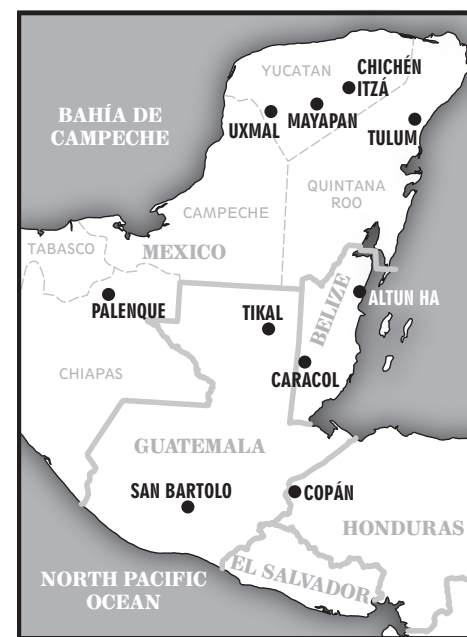 YUCATAN
CHICHÉN
ITZÁ
BAHÍA DE
CAMPECHE
UXMAL
MAYAPAN
TULUM
QUINTANA
ROO
CAMPECHE
TABASCO
MEXICO
PALENQUE
TIKAL
BELIZE
ALTUN HA
CHIAPAS
CARACOL
GUATEMALA
SAN BARTOLO
COPÁN
HONDURAS
EL SALVADOR
NORTH PACIFIC
OCEAN